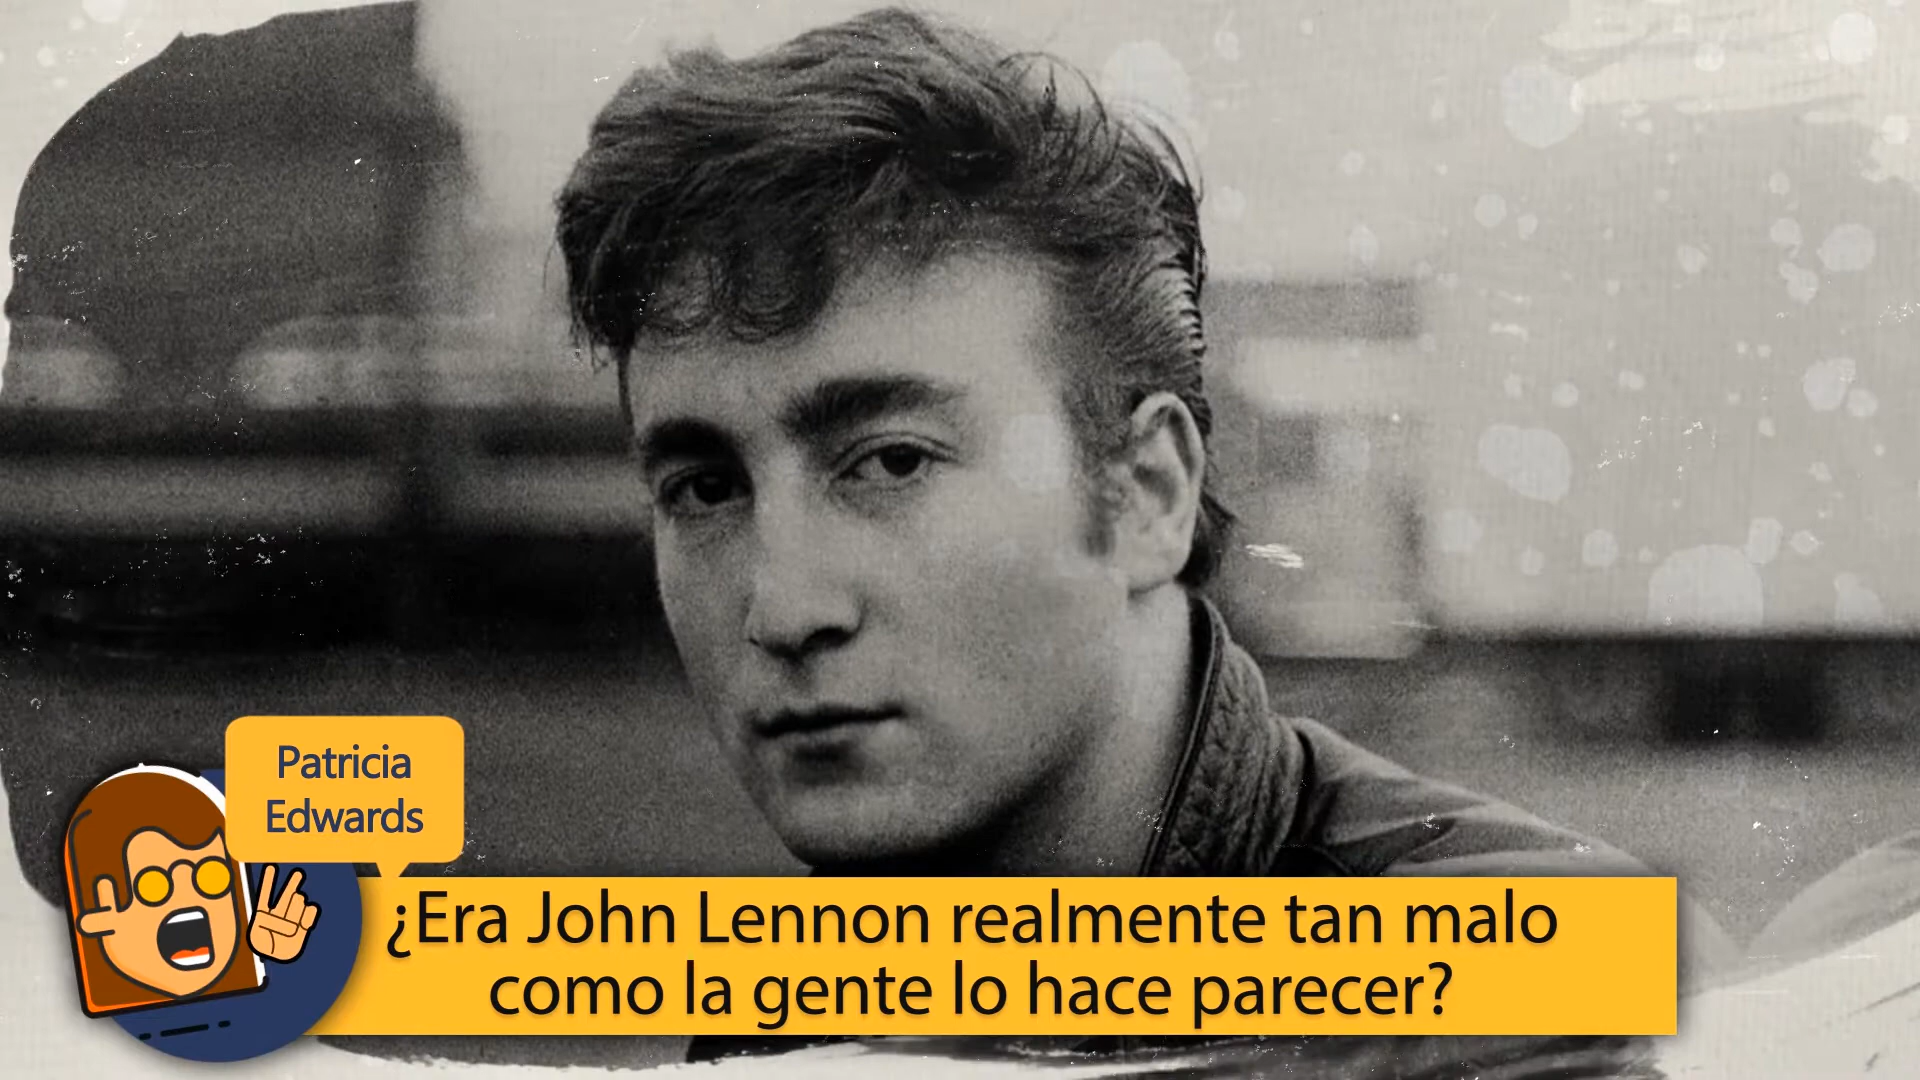 Patricia
Edwards
¿Era John Lennon realmente tan malo
como la gente lo hace parecer?